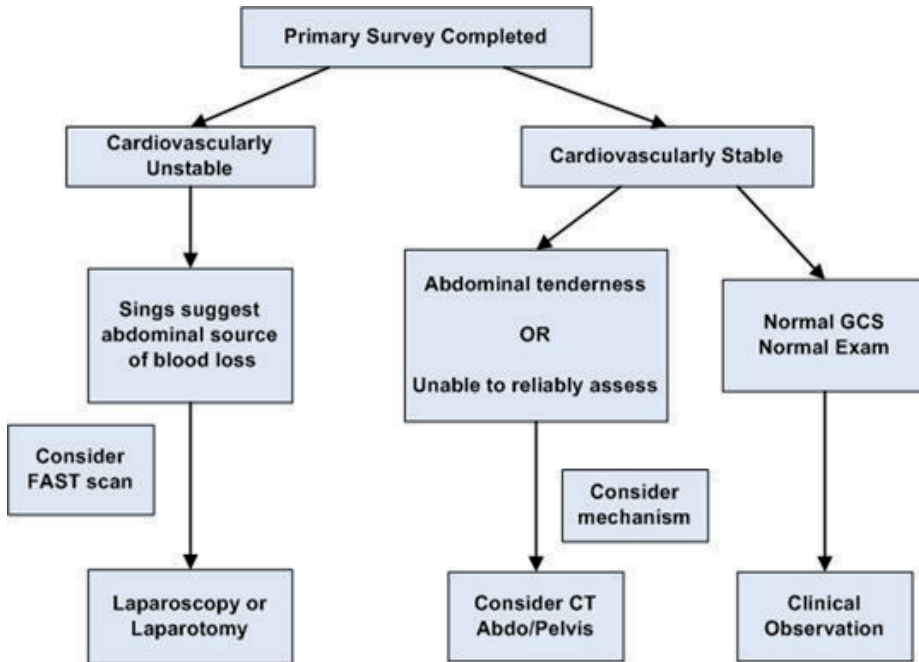 Primary Survey Completed
Cardiovascularly
Unstable
Cardiovascularly Stable
Sings suggest
abdominal source
of blood loss
Abdominal tenderness
OR
Unable to reliably assess
Normal GCS
Normal Exam
Consider
FAST scan
Consider
mechanism
Laparoscopy or
Laparotomy
Consider CT
Abdo/Pelvis
Clinical
Observation